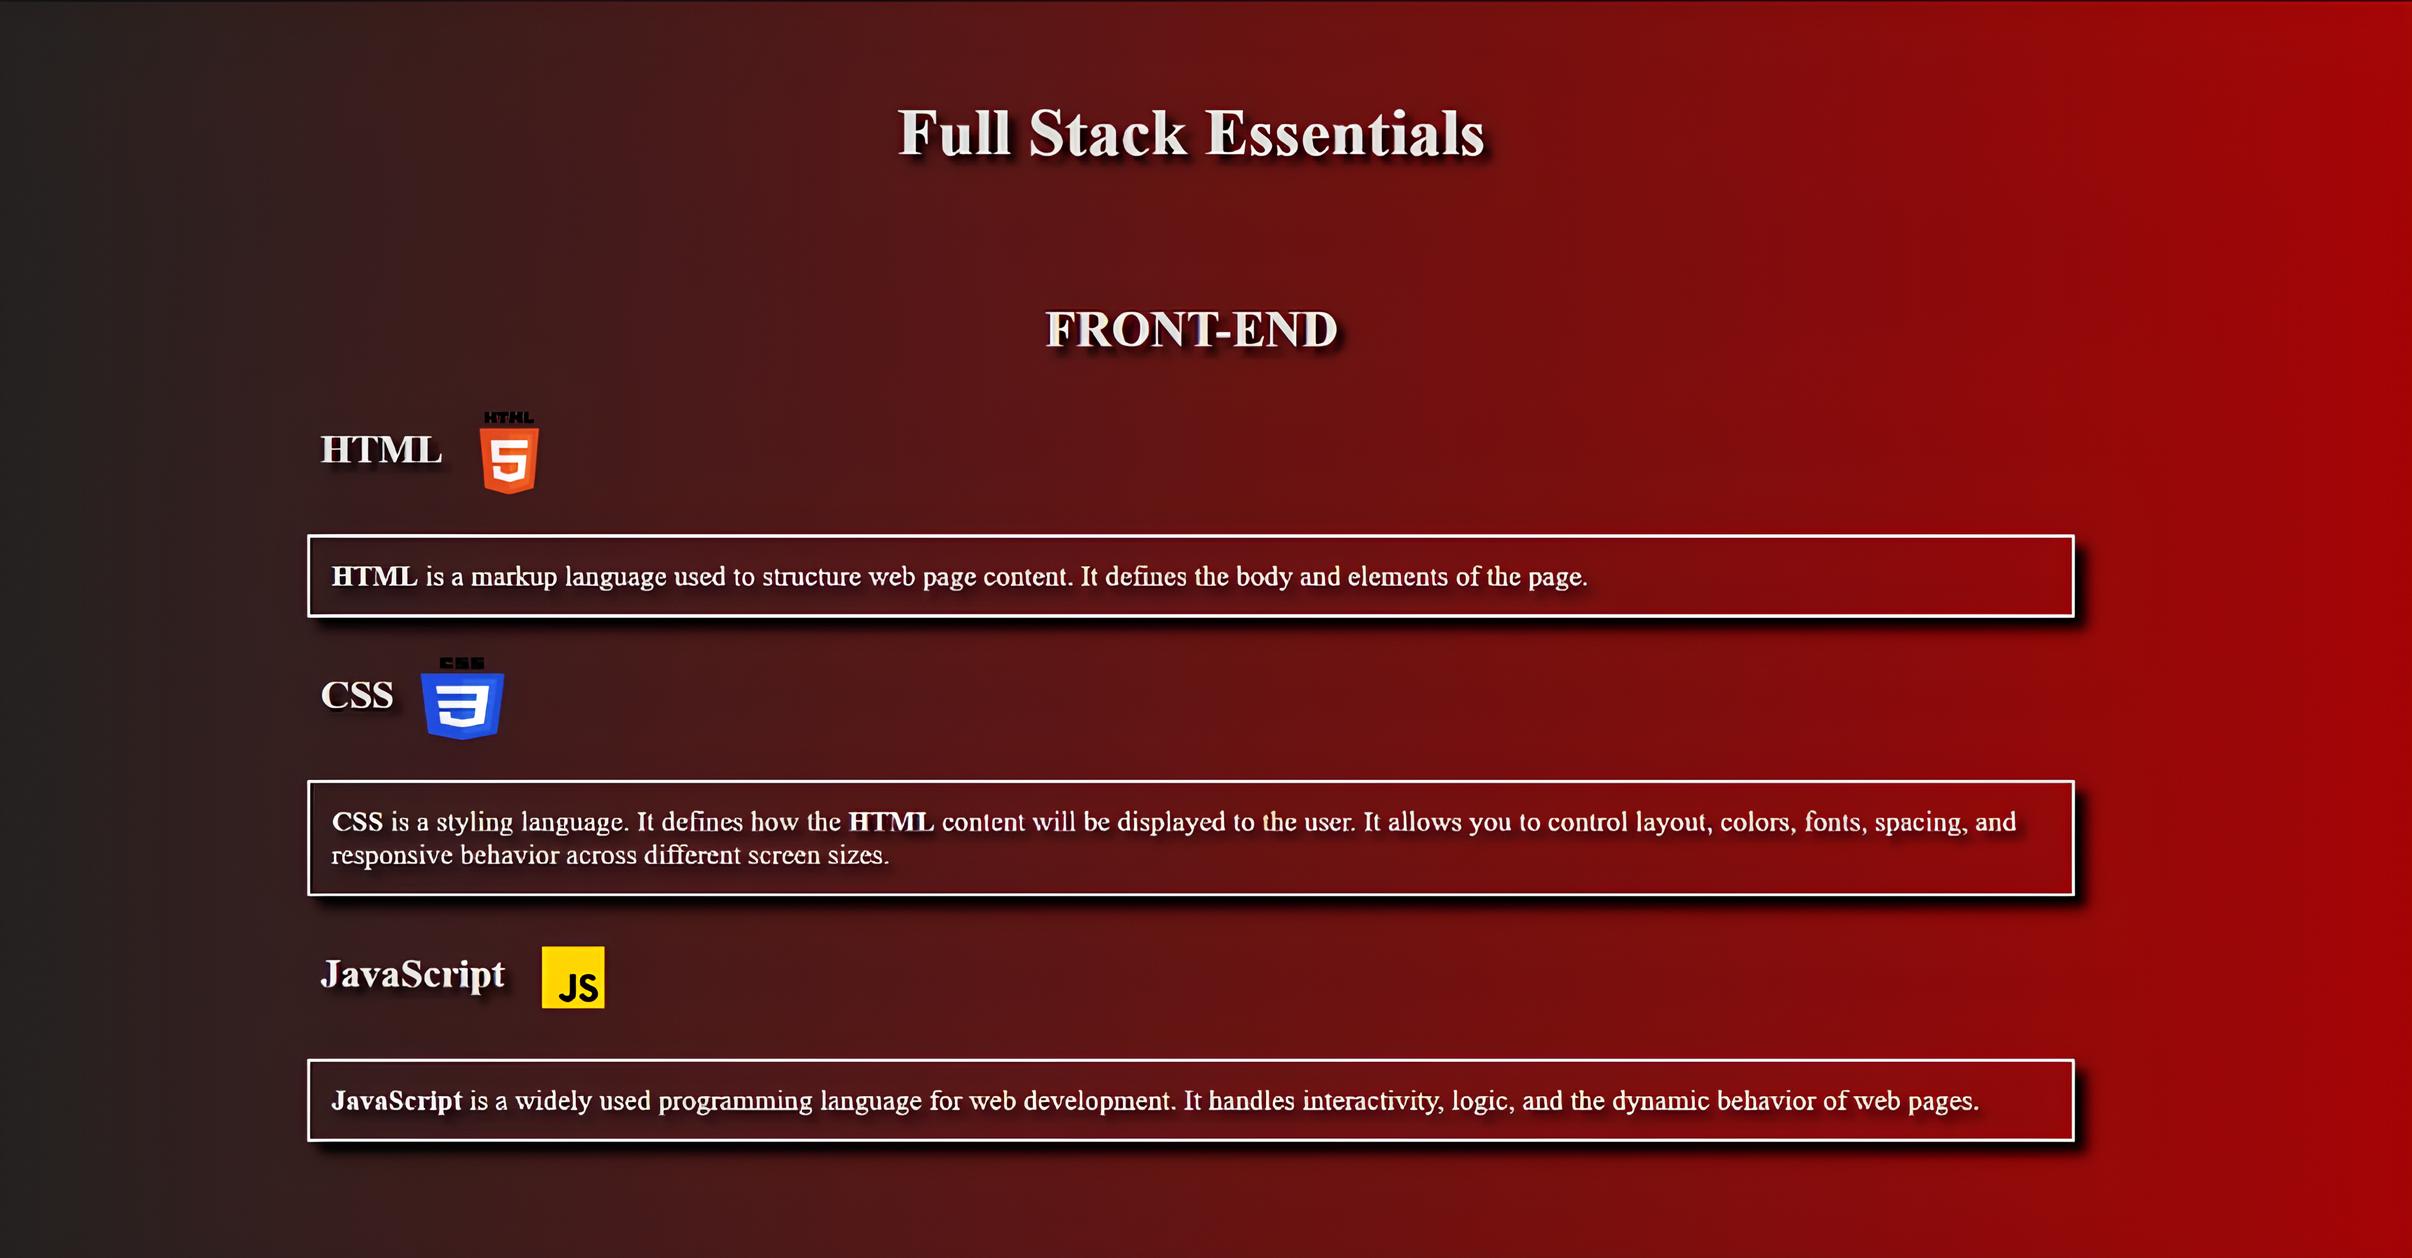 Full Stack Essentials
FRONT-END
HTML
HTML
5
HTML is a markup language used to structure web page content. It defines the body and elements of the page.
CSS
CSS
3
CSS is a styling language. It defines how the HTML content will be displayed to the user. It allows you to control layout, colors, fonts, spacing, and
responsive behavior across different screen sizes.
JavaScript
JS
JavaScript is a widely used programming language for web development. It handles interactivity, logic, and the dynamic behavior of web pages.